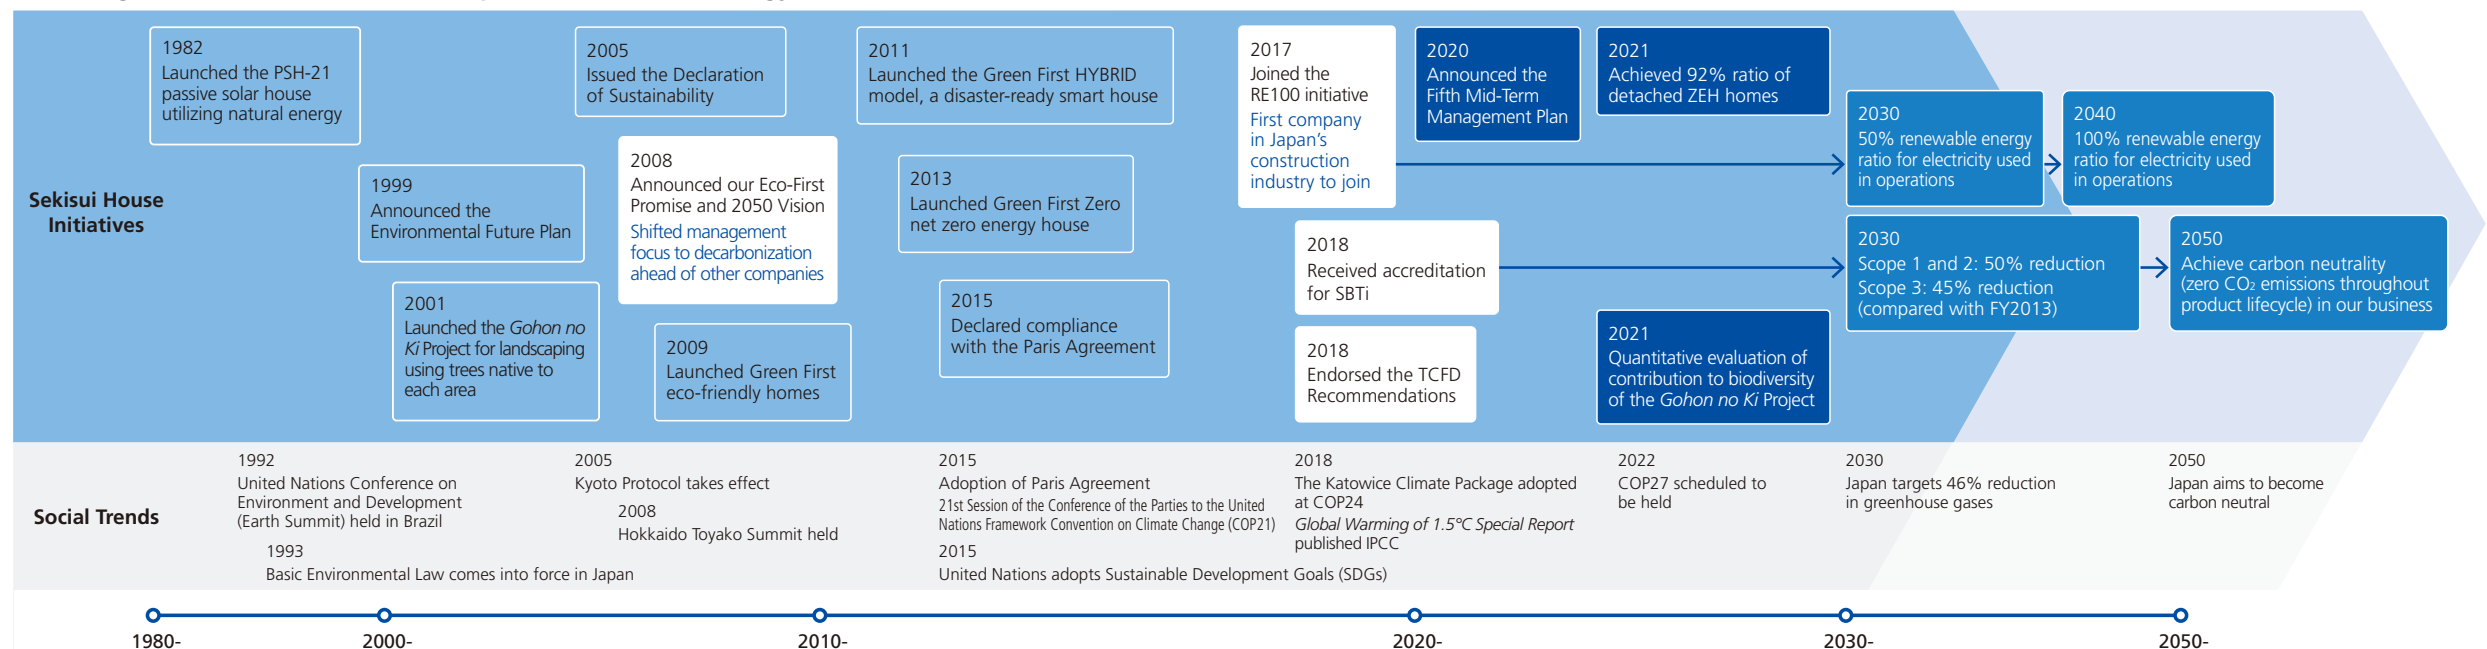 Sekisui House
Initiatives
1982
Launched the PSH-21
passive solar house
utilizing natural energy
1999
Announced the
Environmental Future Plan
2001
Launched the Gohon no
Ki Project for landscaping
using trees native to
each area
2005
Issued the Declaration
of Sustainability
2008
Announced our Eco-First
Promise and 2050 Vision
Shifted management
focus to decarbonization
ahead of other companies
2009
Launched Green First
eco-friendly homes
2011
Launched the Green First HYBRID
model, a disaster-ready smart house
2013
Launched Green First Zero
net zero energy house
2015
Declared compliance
with the Paris Agreement
2017
Joined the
RE100 initiative
First company
in Japan’s
construction
industry to join
2018
Received accreditation
for SBTi
2018
Endorsed the TCFD
Recommendations
2020
Announced the
Fifth Mid-Term
Management Plan
2021
Achieved 92% ratio of
detached ZEH homes
2021
Quantitative evaluation of
contribution to biodiversity
of the Gohon no Ki Project
2030
50% renewable energy
ratio for electricity used
in operations
2040
100% renewable energy
ratio for electricity used
in operations
2030
Scope 1 and 2: 50% reduction
Scope 3: 45% reduction
(compared with FY2013)
2050
Achieve carbon neutrality
(zero CO₂ emissions throughout
product lifecycle) in our business
Social Trends
1992
United Nations Conference on
Environment and Development
(Earth Summit) held in Brazil
1993
Basic Environmental Law comes into force in Japan
2005
Kyoto Protocol takes effect
2008
Hokkaido Toyako Summit held
2015
Adoption of Paris Agreement
21st Session of the Conference of the Parties to the United
Nations Framework Convention on Climate Change (COP21)
2015
United Nations adopts Sustainable Development Goals (SDGs)
2018
The Katowice Climate Package adopted
at COP24
Global Warming of 1.5°C Special Report
published IPCC
2022
COP27 scheduled to
be held
2030
Japan targets 46% reduction
in greenhouse gases
2050
Japan aims to become
carbon neutral
1980-
2000-
2010-
2020-
2030-
2050-